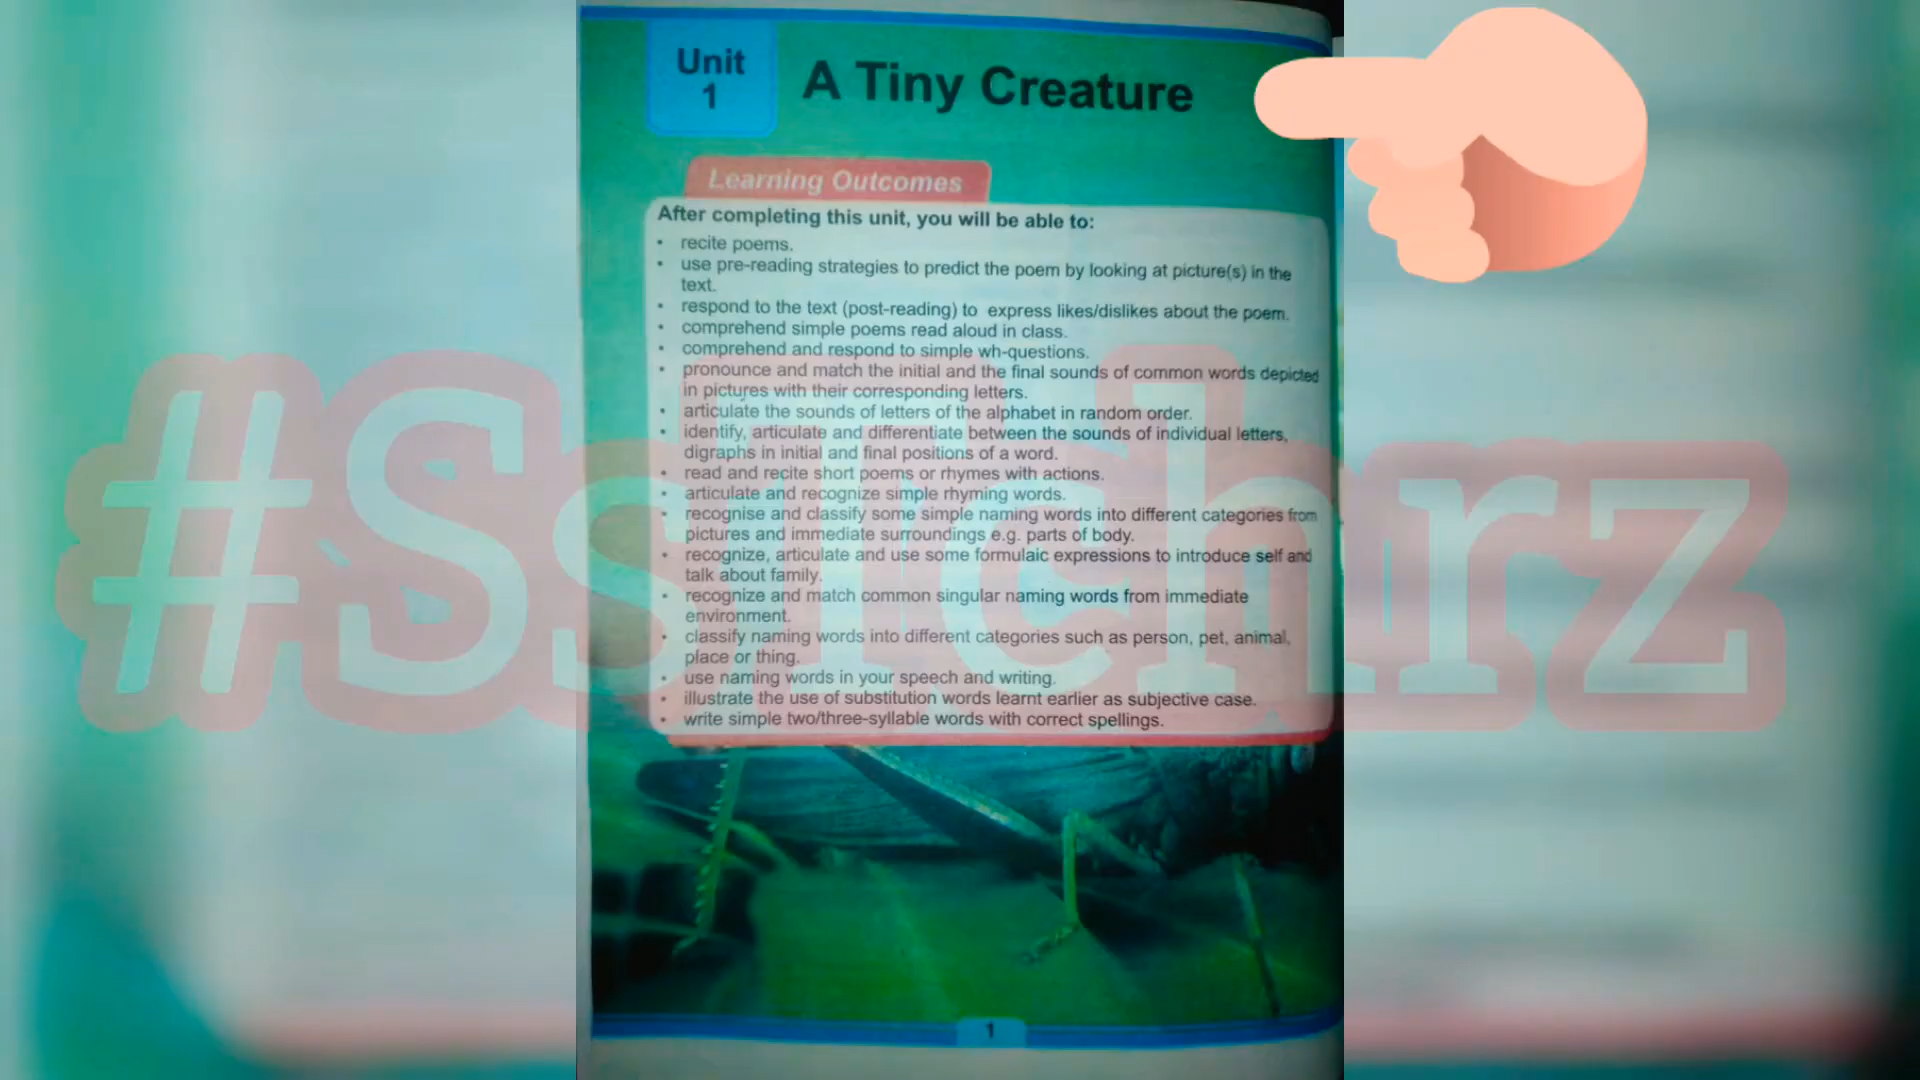 Unit
1
A Tiny Creature
Learning Outcomes
After completing this unit, you will be able to:
• recite poems.
• use pre-reading strategies to predict the poem by looking at picture(s) in the
text.
• respond to the text (post-reading) to express likes/dislikes about the poem.
• comprehend simple poems read aloud in class.
• comprehend and respond to simple wh-questions.
• pronounce and match the initial and the final sounds of common words depicted
in pictures with their corresponding letters.
• articulate the sounds of letters of the alphabet in random order.
• identify, articulate and differentiate between the sounds of individual letters,
digraphs in initial and final positions of a word.
• read and recite short poems or rhymes with actions.
• articulate and recognize simple rhyming words.
• recognise and classify some simple naming words into different categories from
pictures and immediate surroundings e.g. parts of body.
• recognize, articulate and use some formulaic expressions to introduce self and
talk about family.
• recognize and match common singular naming words from immediate
environment.
• classify naming words into different categories such as person, pet, animal,
place or thing.
• use naming words in your speech and writing.
• illustrate the use of substitution words learnt earlier as subjective case.
• write simple two/three-syllable words with correct spellings.
1